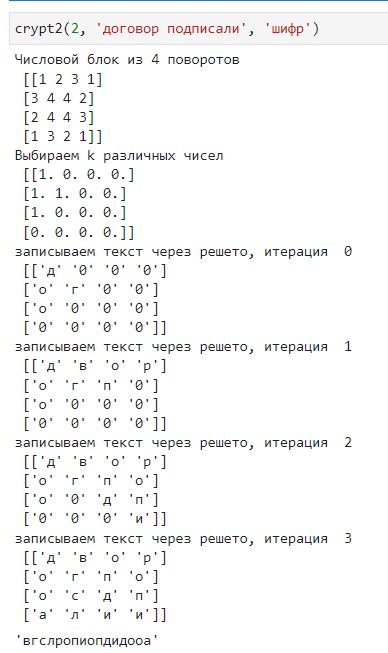 crypt2(2, 'договор подписали', 'шифр')
Числовой блок из 4 поворотов
[[1 2 3 1]
[3 4 4 2]
[2 4 4 3]
[1 3 2 1]]
Выбираем k различных чисел
[[1. 0. 0. 0.]
[1. 1. 0. 0.]
[1. 0. 0. 0.]
[0. 0. 0. 0.]]
записываем текст через решето, итерация  0
[['д' '0' '0' '0']
['о' 'г' '0' '0']
['о' '0' '0' '0']
['0' '0' '0' '0']]
записываем текст через решето, итерация  1
[['д' 'в' 'о' 'р']
['о' 'г' 'п' '0']
['о' '0' '0' '0']
['0' '0' '0' '0']]
записываем текст через решето, итерация  2
[['д' 'в' 'о' 'р']
['о' 'г' 'п' 'о']
['о' '0' 'д' 'п']
['0' '0' '0' 'и']]
записываем текст через решето, итерация  3
[['д' 'в' 'о' 'р']
['о' 'г' 'п' 'о']
['о' 'с' 'д' 'п']
['а' 'л' 'и' 'и']]
'вгслропиопдидооа'